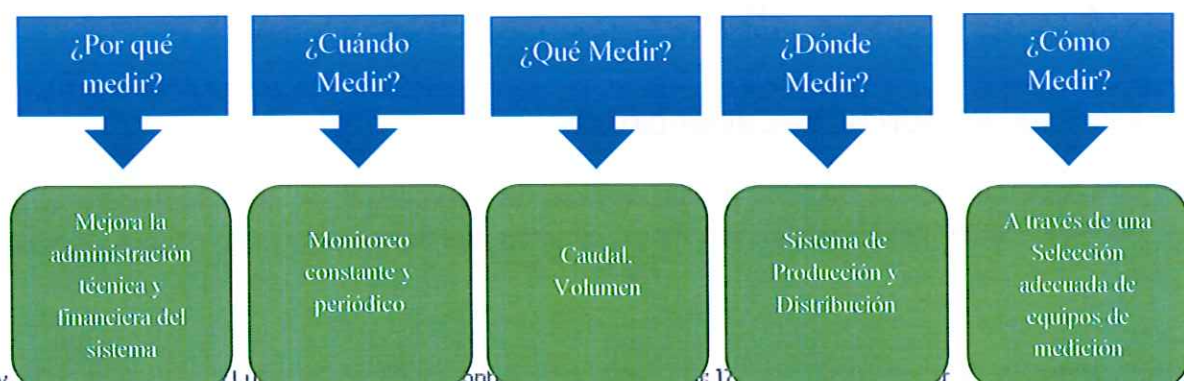 ¿Por qué
medir?
¿Cuándo
Medir?
¿Qué Medir?
¿Dónde
Medir?
¿Cómo
Medir?
Mejora la
administración
técnica y
financiera del
sistema
Monitoreo
constante y
periódico
Caudal.
Volumen
Sistema de
Producción y
Distribución
A través de una
Selección
adecuada de
equipos de
medición